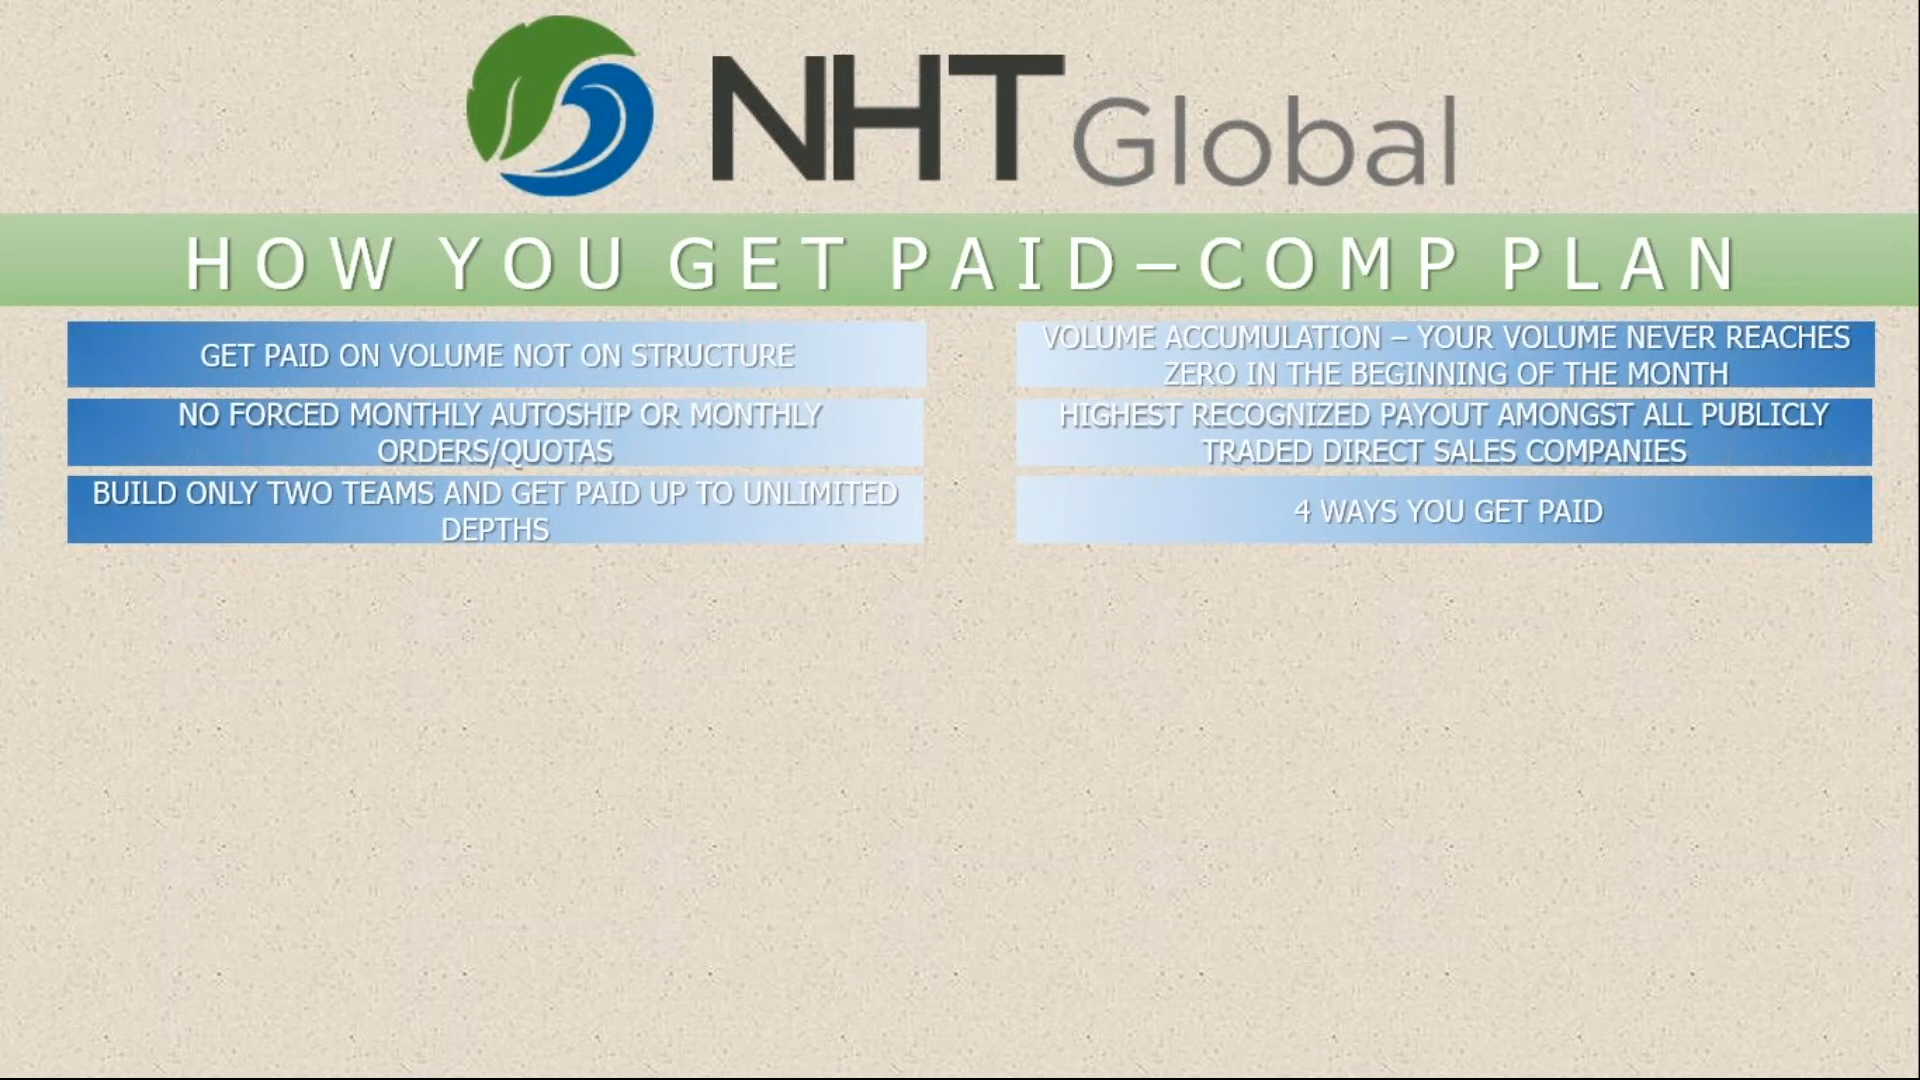 NHT Global
HOW YOU GET PAID–COMP PLAN
GET PAID ON VOLUME NOT ON STRUCTURE
NO FORCED MONTHLY AUTOSHIP OR MONTHLY
ORDERS/QUOTAS
BUILD ONLY TWO TEAMS AND GET PAID UP TO UNLIMITED
DEPTHS
VOLUME ACCUMULATION – YOUR VOLUME NEVER REACHES
ZERO IN THE BEGINNING OF THE MONTH
HIGHEST RECOGNIZED PAYOUT AMONGST ALL PUBLICLY
TRADED DIRECT SALES COMPANIES
4 WAYS YOU GET PAID